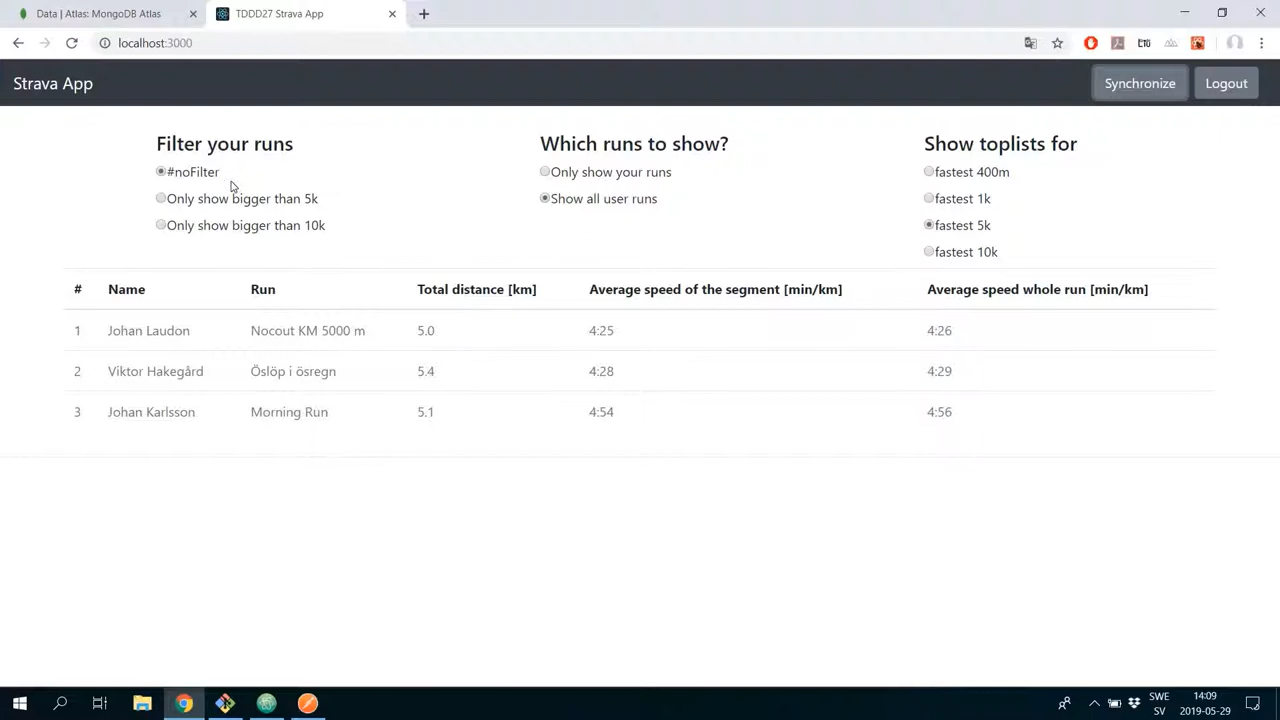 Data | Atlas: MongoDB Atlas
TDDD27 Strava App
localhost:3000
Strava App
Synchronize
Logout
Filter your runs
#noFilter
Only show bigger than 5k
Only show bigger than 10k
Which runs to show?
Only show your runs
Show all user runs
Show toplists for
fastest 400m
fastest 1k
fastest 5k
fastest 10k
# Name Run Total distance [km] Average speed of the segment [min/km] Average speed whole run [min/km]
1 Johan Laudon Nocout KM 5000 m 5.0 4:25 4:26
2 Viktor Hakegård Öslöp i ösregn 5.4 4:28 4:29
3 Johan Karlsson Morning Run 5.1 4:54 4:56
SWE
SV
14:09
2019-05-29